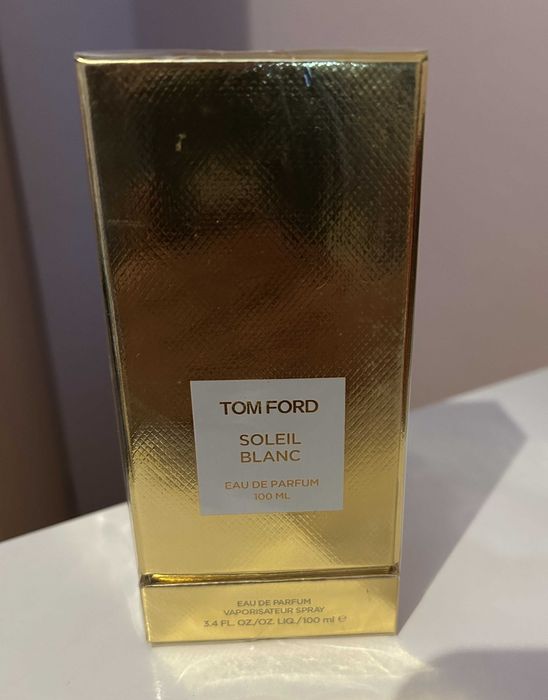 TOM FORD
SOLEIL
BLANC
EAU DE PARFUM
100 ML
EAU DE PARFUM
VAPORISATEUR SPRAY
3.4 FL. OZ./OZ. LIQ./100 ml ℮